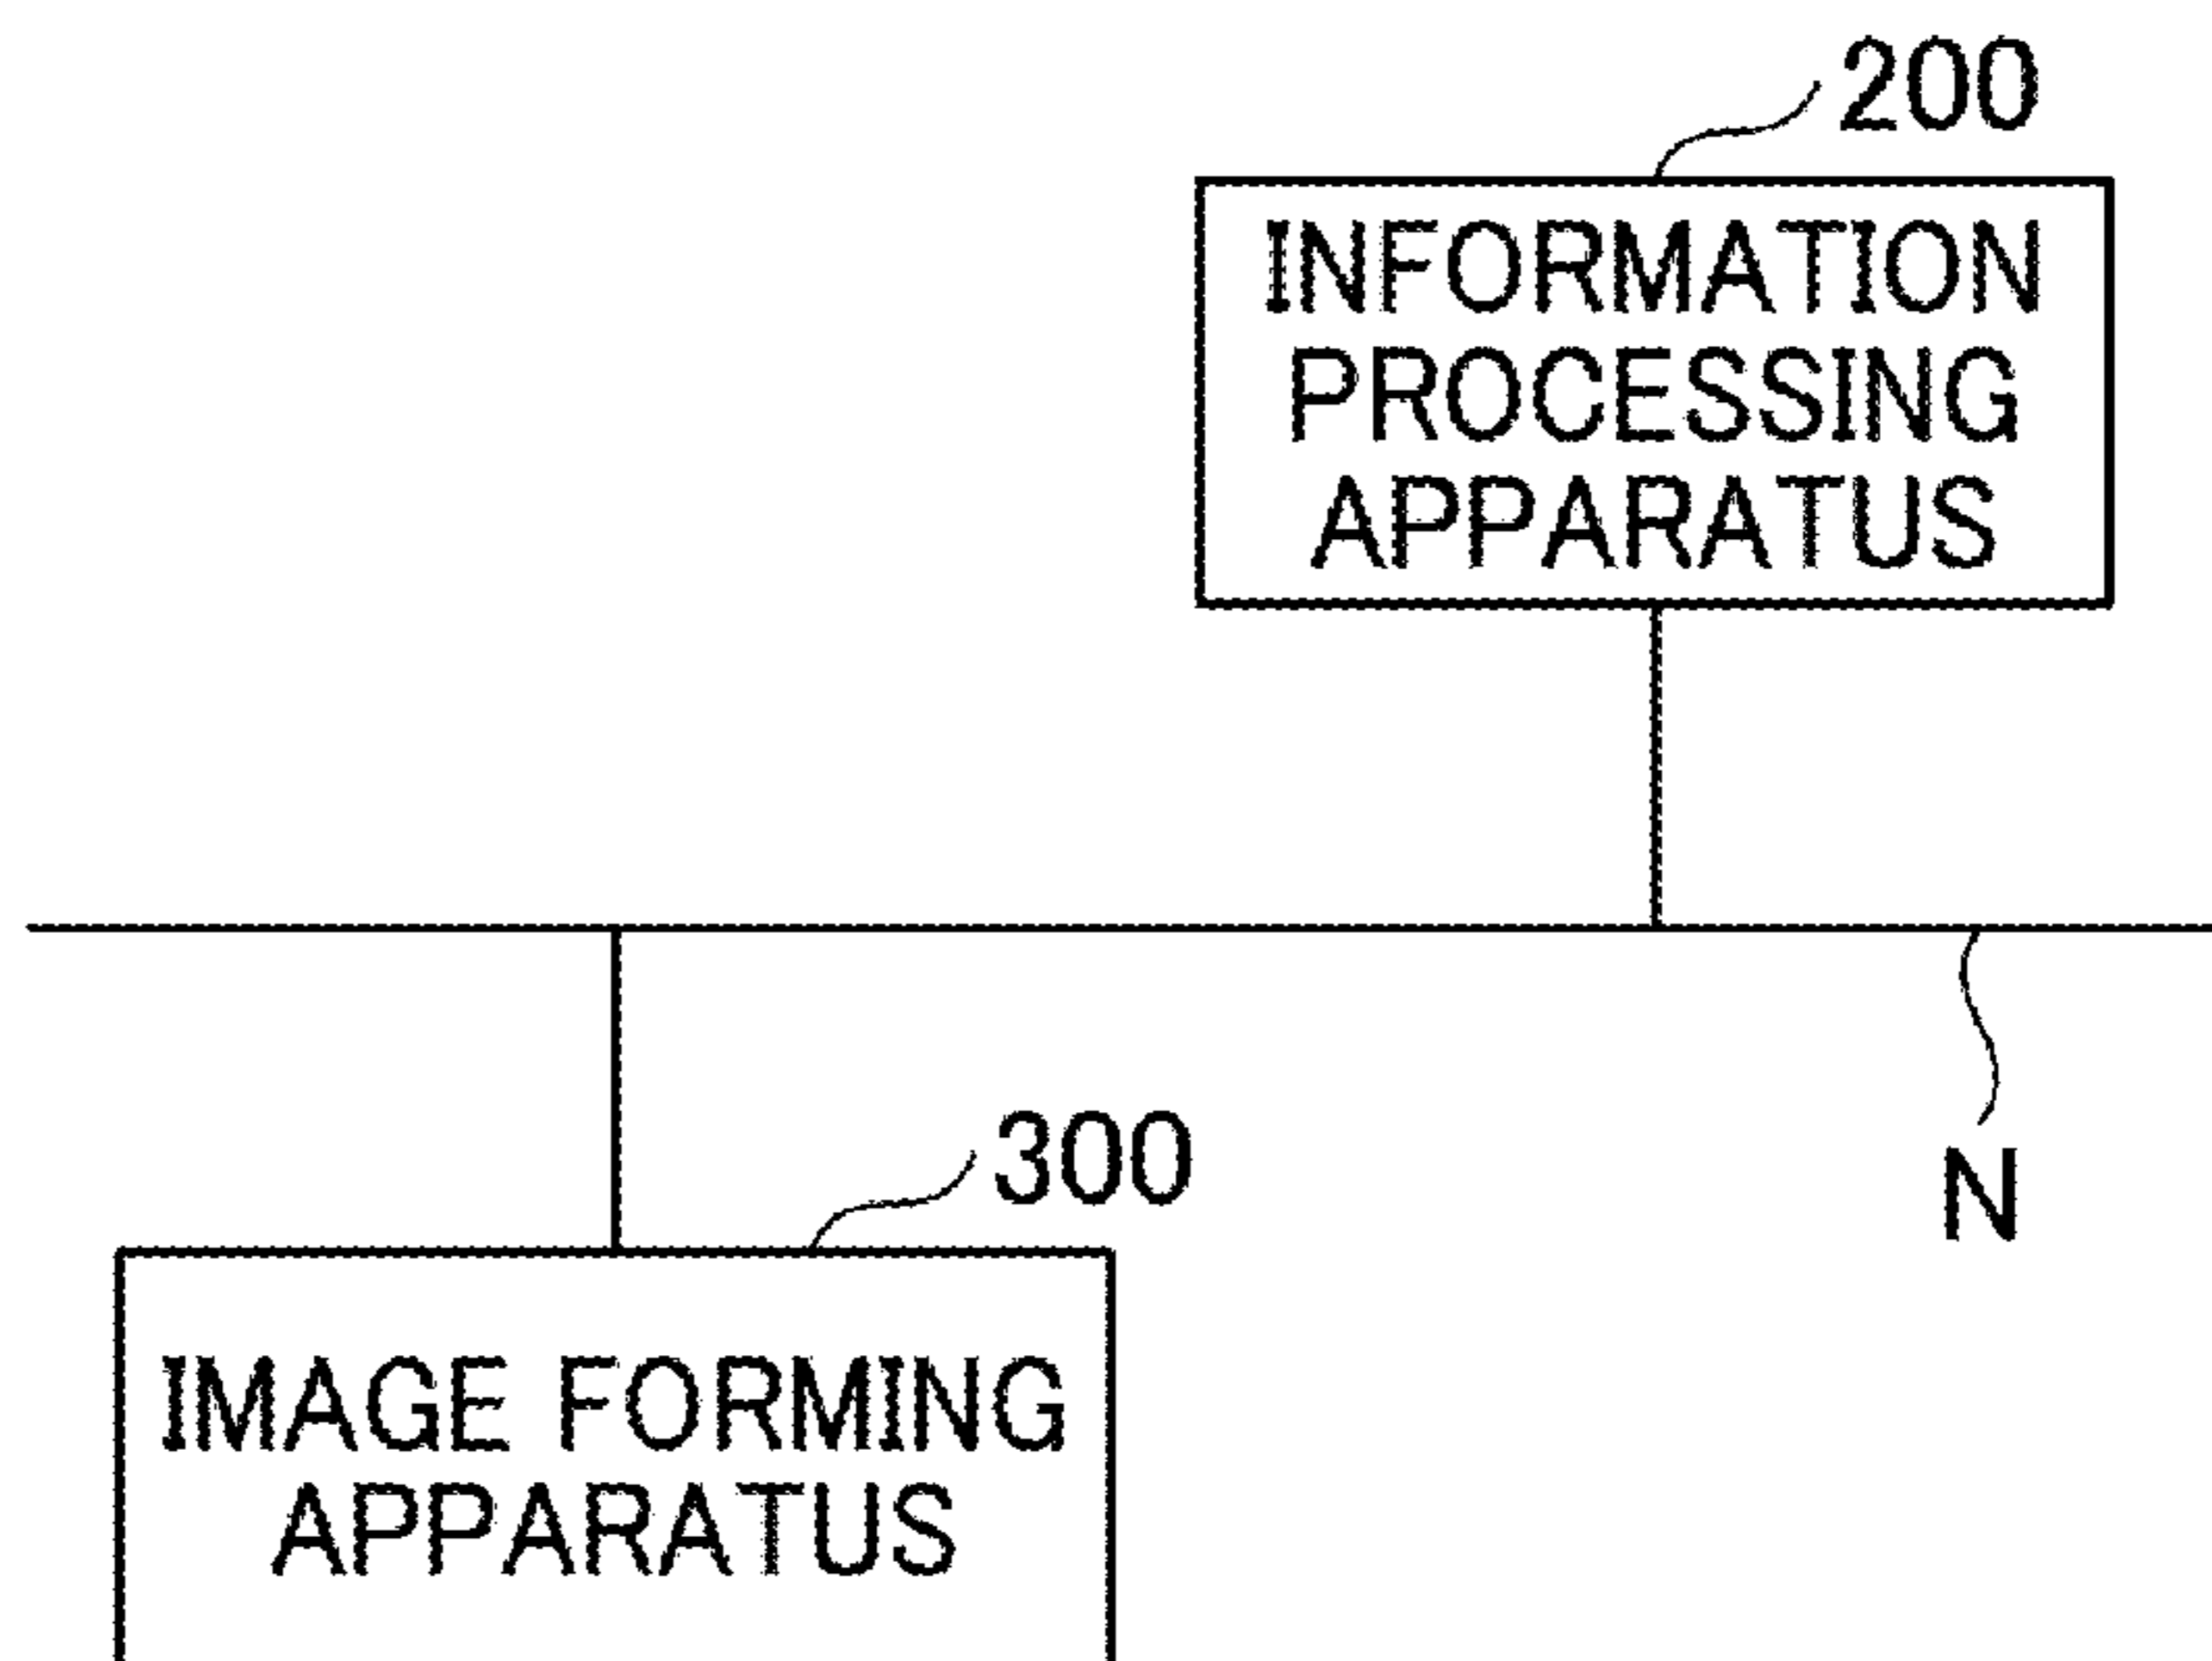 200
INFORMATION
PROCESSING
APPARATUS
300
N
IMAGE FORMING
APPARATUS